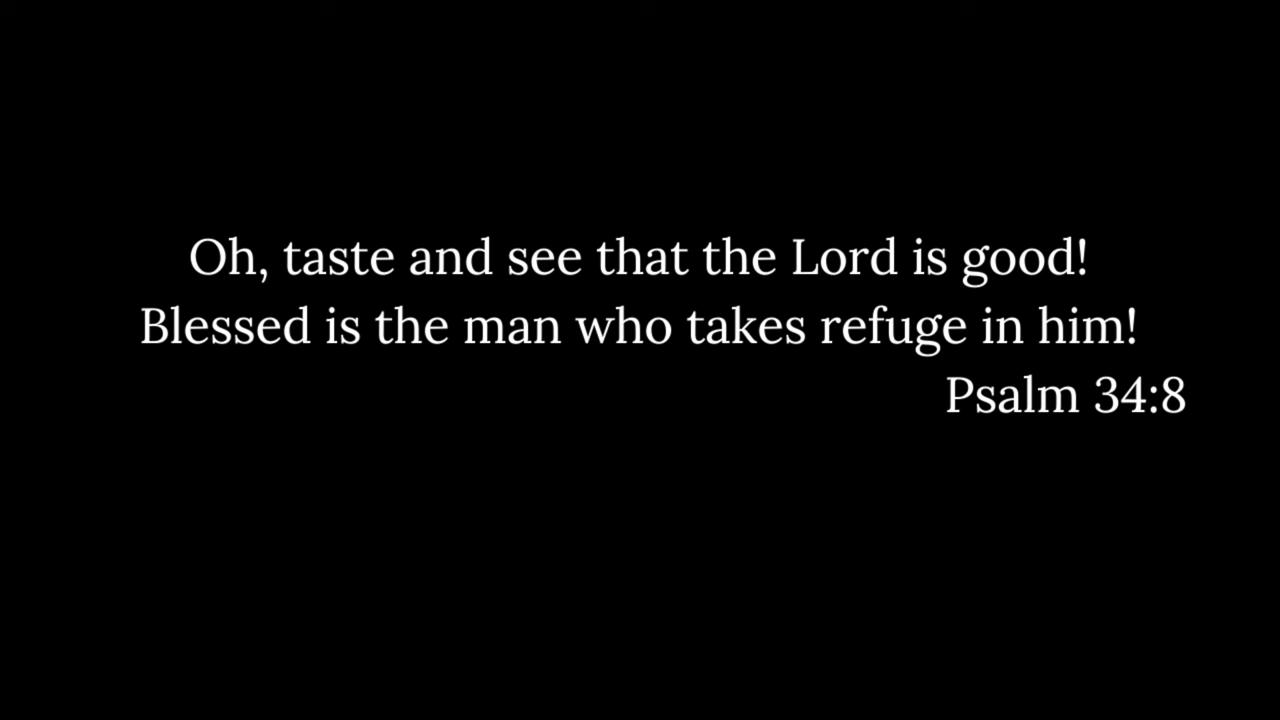 Oh, taste and see that the Lord is good!
Blessed is the man who takes refuge in him!
Psalm 34:8